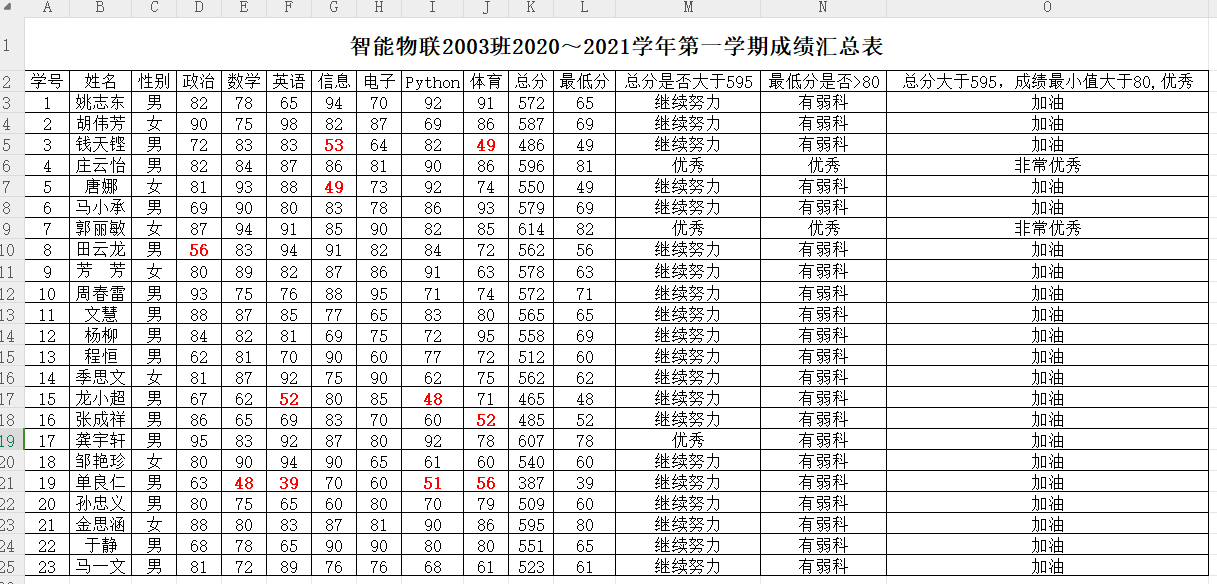 A B C D E F G H I J K L M N O
1 智能物联2003班2020～2021学年第一学期成绩汇总表
2 学号 姓名 性别 政治 数学 英语 信息 电子 Python 体育 总分 最低分 总分是否大于595 最低分是否>80 总分大于595，成绩最小值大于80,优秀
3 1 姚志东 男 82 78 65 94 70 92 91 572 65 继续努力 有弱科 加油
4 2 胡伟芳 女 90 75 98 82 87 69 86 587 69 继续努力 有弱科 加油
5 3 钱天铿 男 72 83 83 53 64 82 49 486 49 继续努力 有弱科 加油
6 4 庄云怡 男 82 84 87 86 81 90 86 596 81 优秀 优秀 非常优秀
7 5 唐娜 女 81 93 88 49 73 92 74 550 49 继续努力 有弱科 加油
8 6 马小承 男 69 90 80 83 78 86 93 579 69 继续努力 有弱科 加油
9 7 郭丽敏 女 87 94 91 85 90 82 85 614 82 优秀 优秀 非常优秀
10 8 田云龙 男 56 83 94 91 82 84 72 562 56 继续努力 有弱科 加油
11 9 芳　芳 女 80 89 82 87 86 91 63 578 63 继续努力 有弱科 加油
12 10 周春雷 男 93 75 76 88 95 71 74 572 71 继续努力 有弱科 加油
13 11 文慧 男 88 87 85 77 65 83 80 565 65 继续努力 有弱科 加油
14 12 杨柳 男 84 82 81 69 75 72 95 558 69 继续努力 有弱科 加油
15 13 程恒 男 62 81 70 90 60 77 72 512 60 继续努力 有弱科 加油
16 14 季思文 女 81 87 92 75 90 62 75 562 62 继续努力 有弱科 加油
17 15 龙小超 男 67 62 52 80 85 48 71 465 48 继续努力 有弱科 加油
18 16 张成祥 男 86 65 69 83 70 60 52 485 52 继续努力 有弱科 加油
19 17 龚宇轩 男 95 83 92 87 80 92 78 607 78 优秀 有弱科 加油
20 18 邹艳珍 女 80 90 94 90 65 61 60 540 60 继续努力 有弱科 加油
21 19 单良仁 男 63 48 39 70 60 51 56 387 39 继续努力 有弱科 加油
22 20 孙忠义 男 80 75 65 60 80 70 79 509 60 继续努力 有弱科 加油
23 21 金思涵 女 88 80 83 87 81 90 86 595 80 继续努力 有弱科 加油
24 22 于静 男 68 78 65 90 90 80 80 551 65 继续努力 有弱科 加油
25 23 马一文 男 81 72 89 76 76 68 61 523 61 继续努力 有弱科 加油